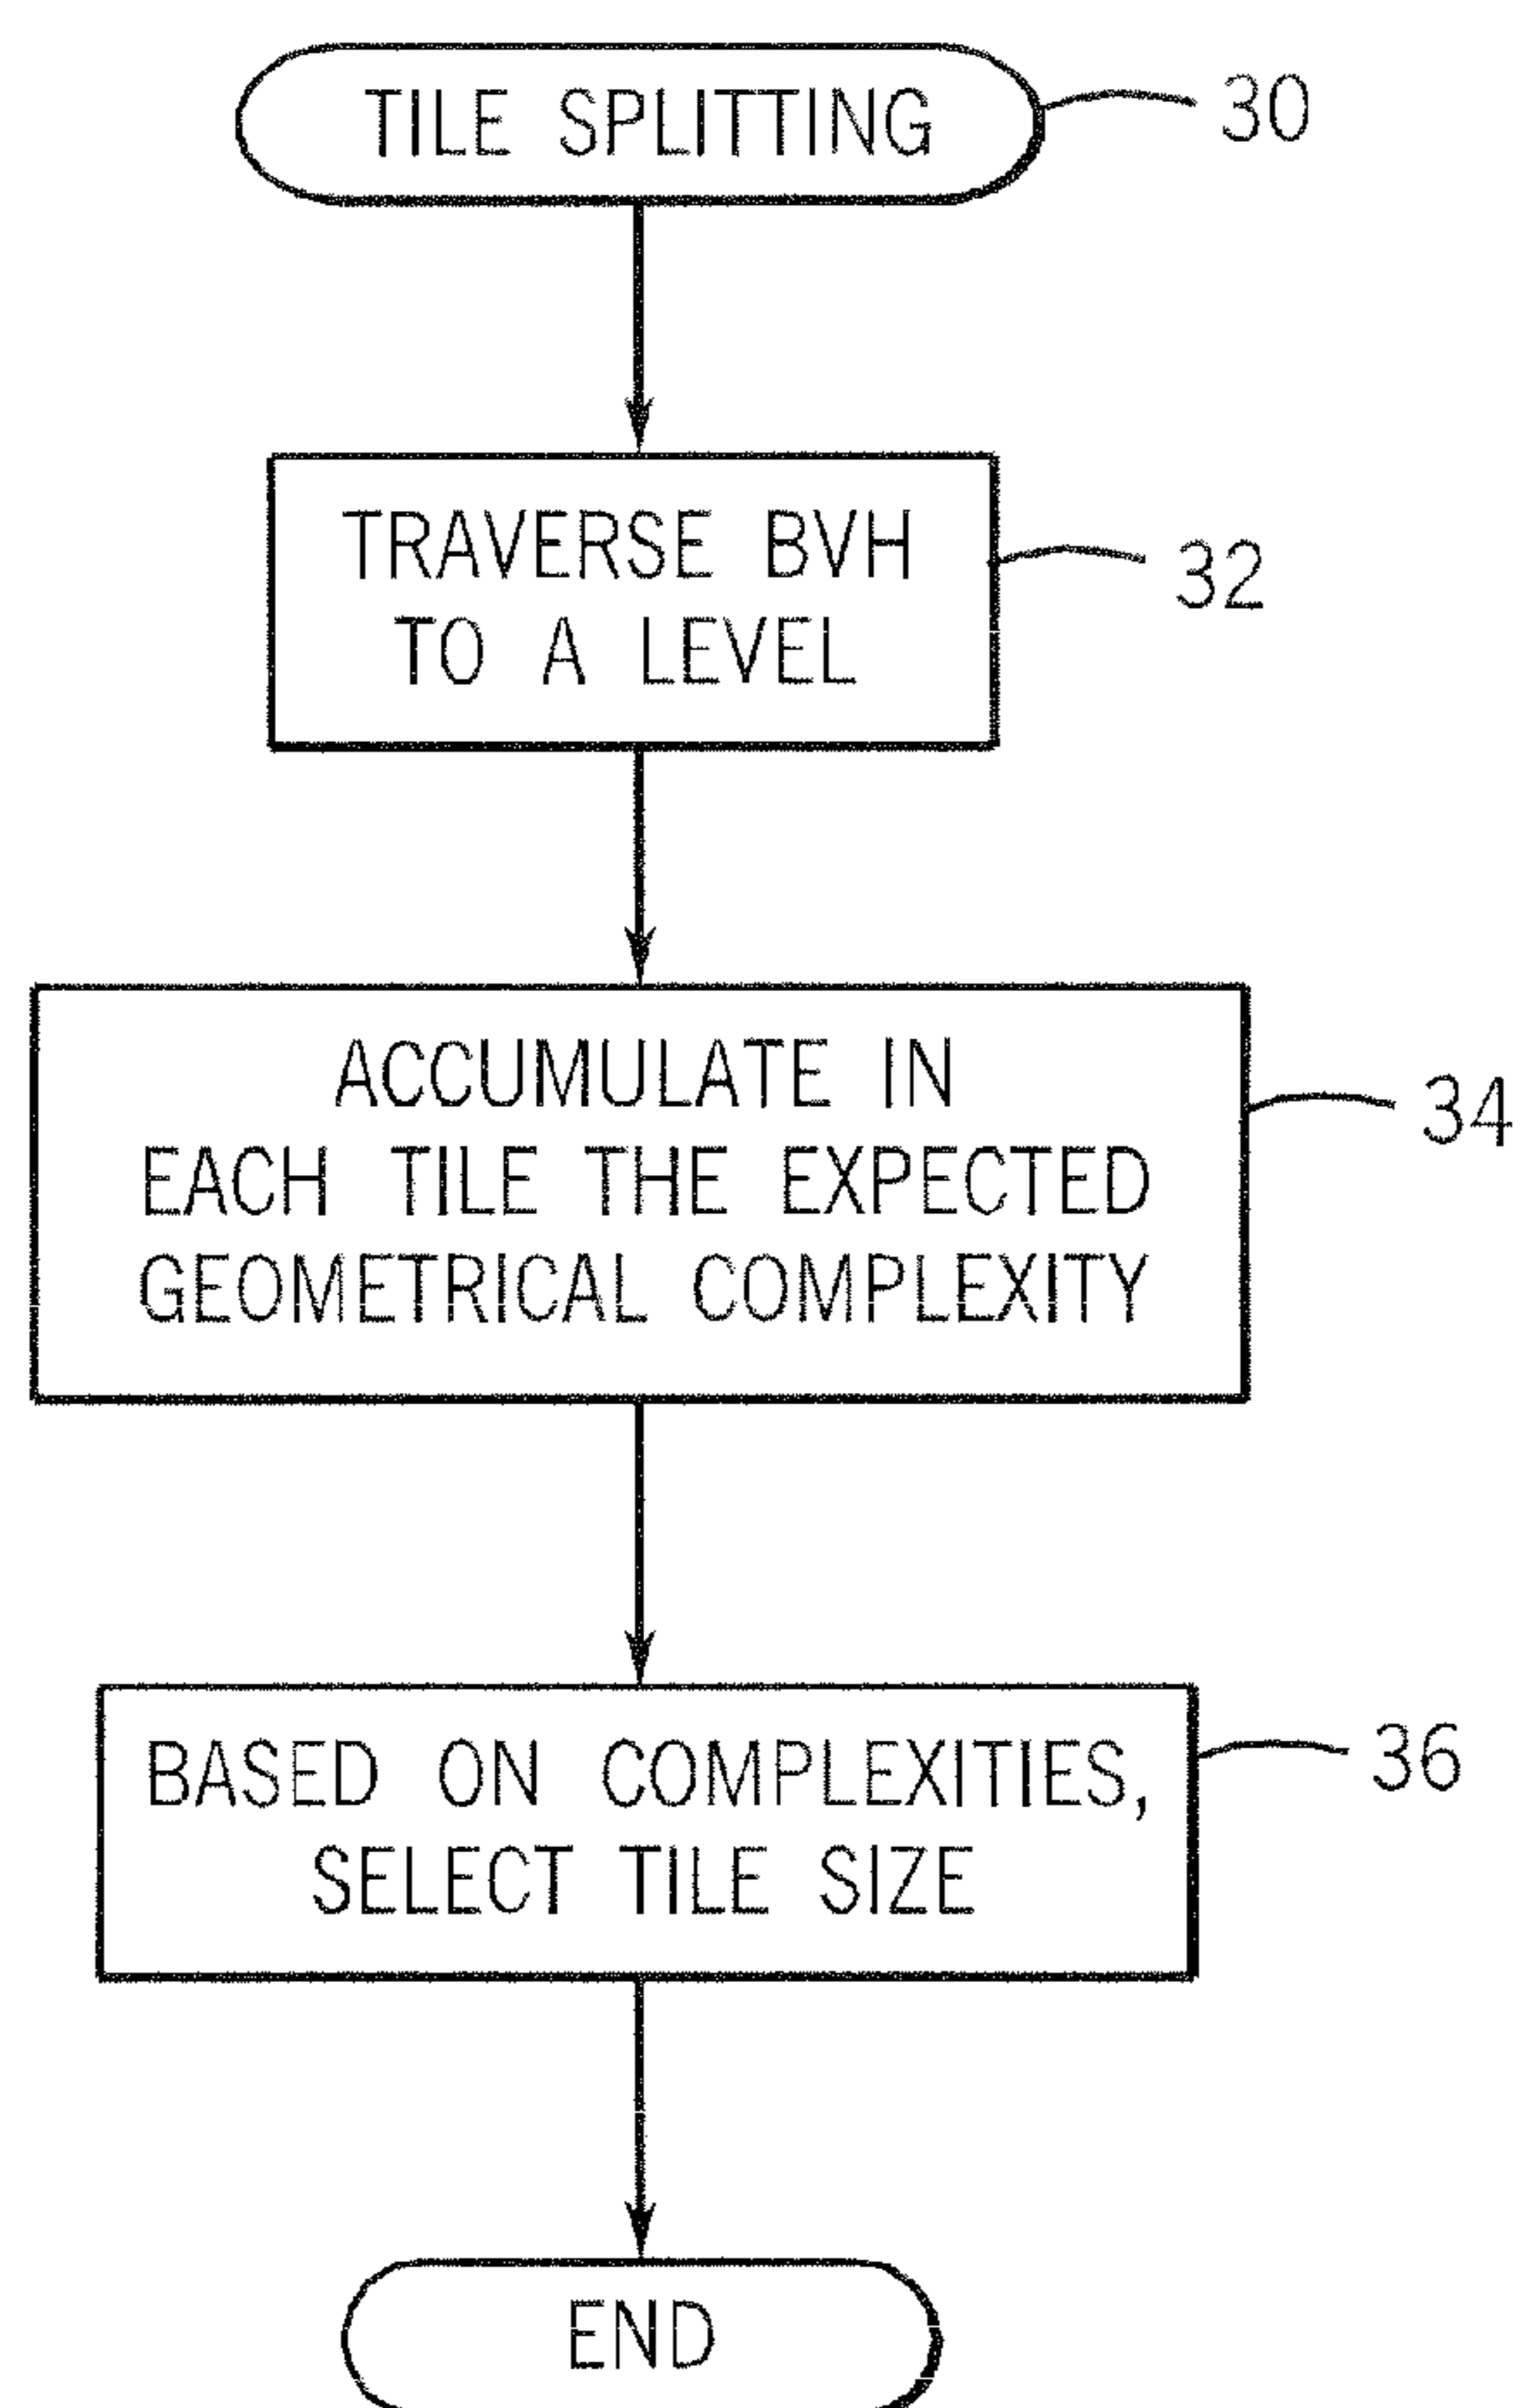 TILE SPLITTING
30
TRAVERSE BVH
TO A LEVEL
32
ACCUMULATE IN
EACH TILE THE EXPECTED
GEOMETRICAL COMPLEXITY
34
BASED ON COMPLEXITIES,
SELECT TILE SIZE
36
END